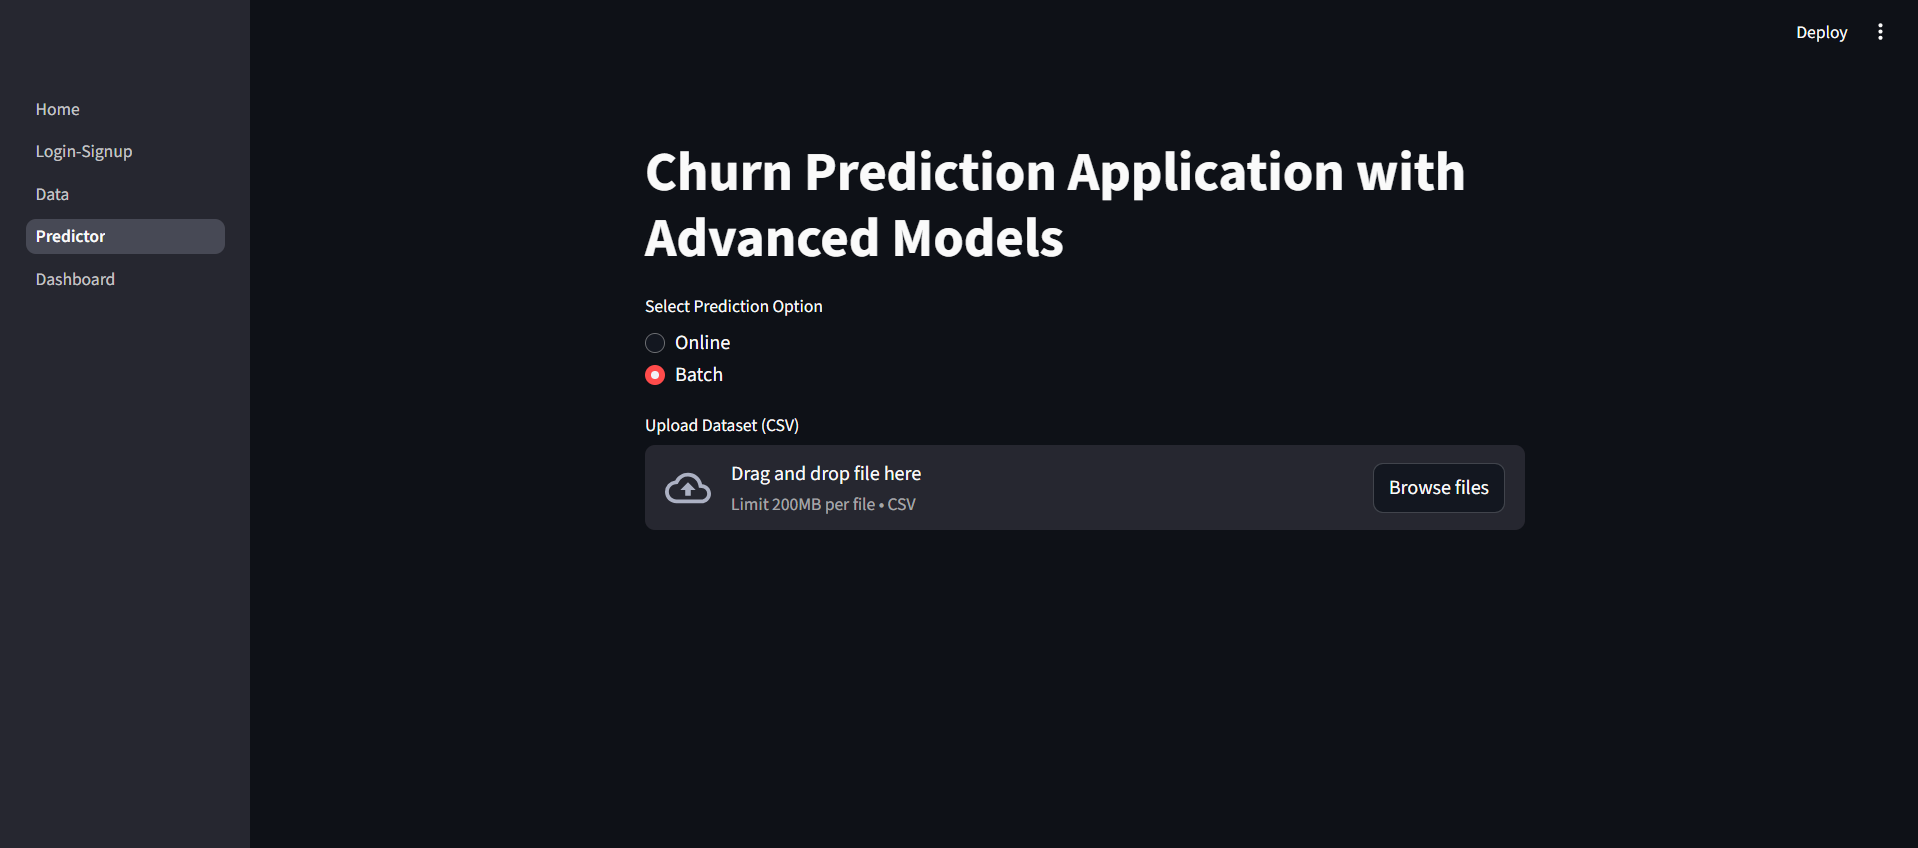 Deploy
Home
Login-Signup
Data
Predictor
Dashboard
Churn Prediction Application with
Advanced Models
Select Prediction Option
Online
Batch
Upload Dataset (CSV)
Drag and drop file here
Limit 200MB per file • CSV
Browse files